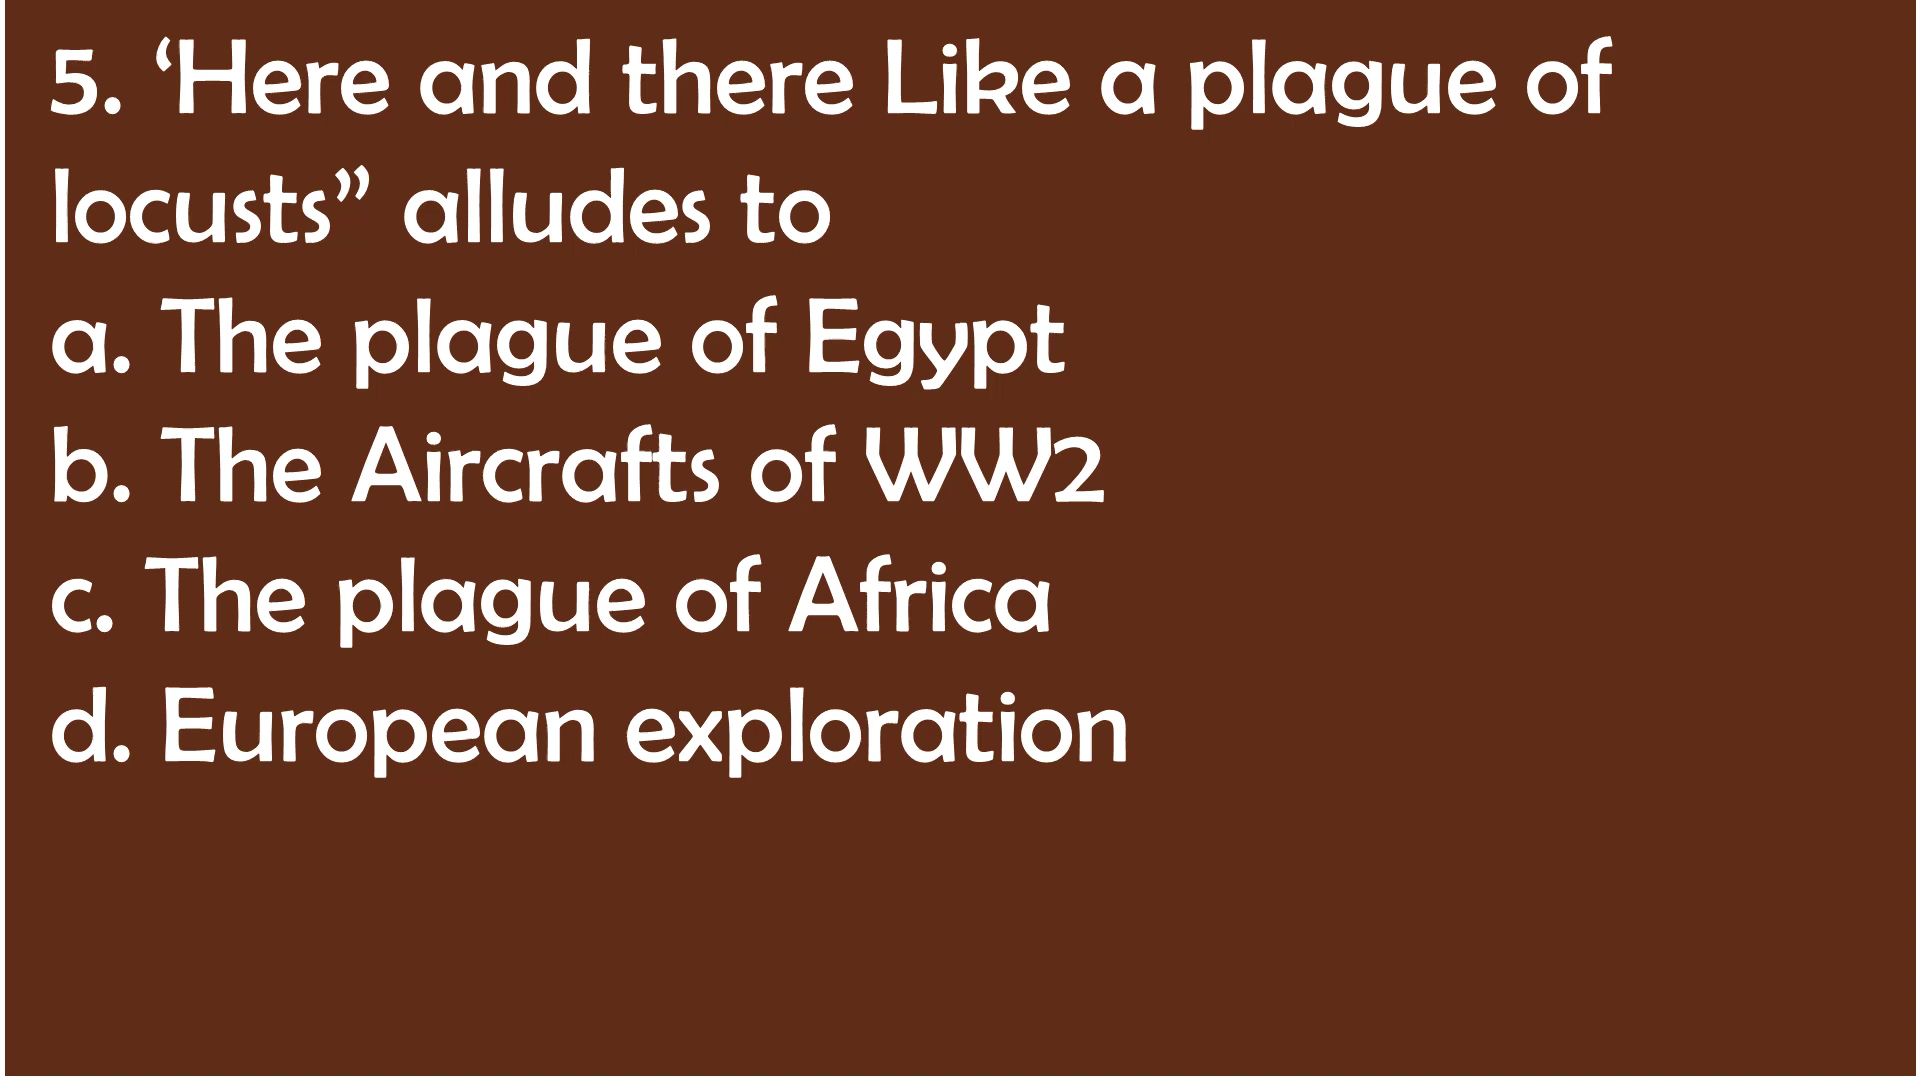 5. ‘Here and there Like a plague of
locusts” alludes to
a. The plague of Egypt
b. The Aircrafts of WW2
c. The plague of Africa
d. European exploration